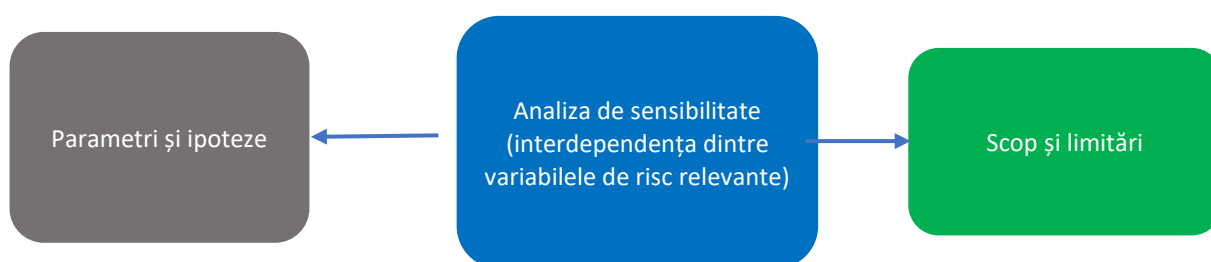 Parametri și ipoteze
Analiza de sensibilitate
(interdependența dintre
variabilele de risc relevante)
Scop și limitări